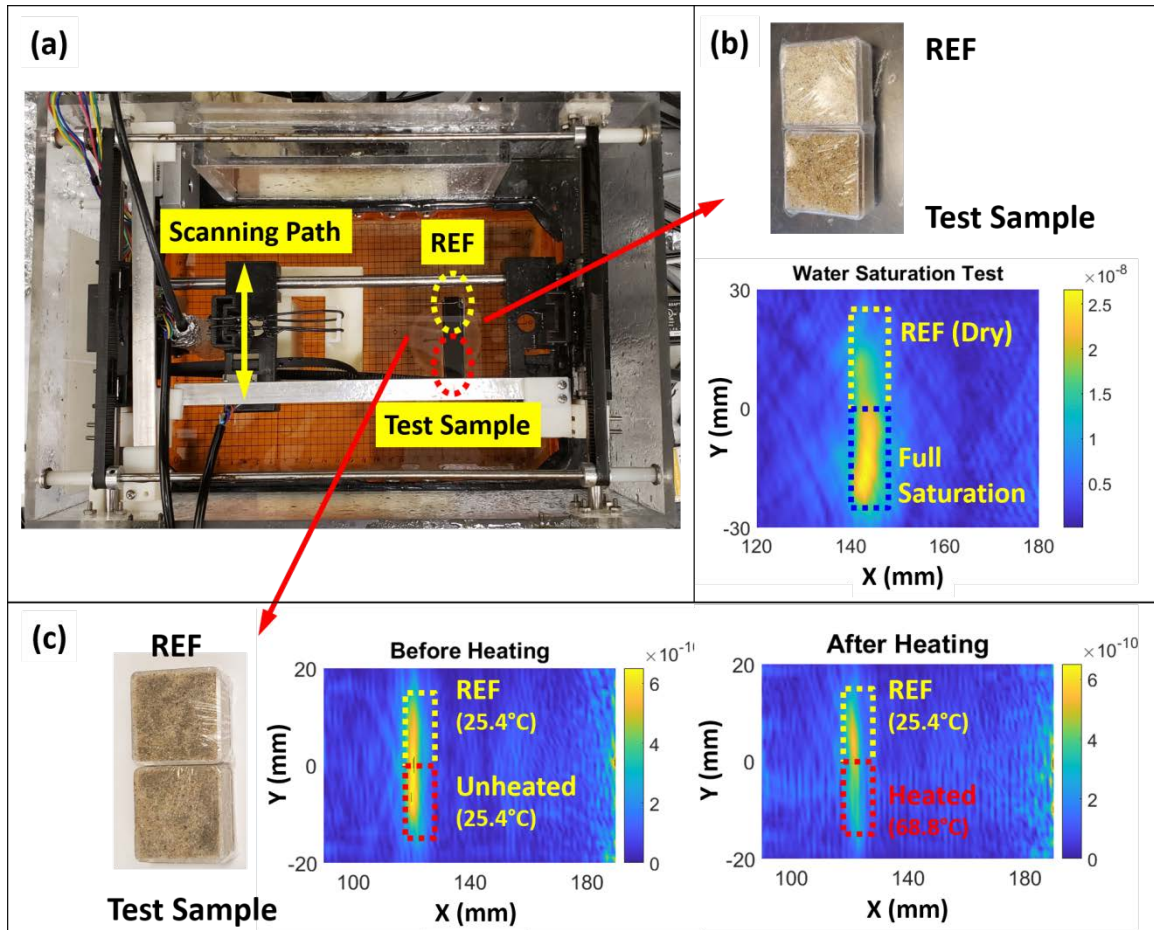 (a)
Scanning Path
REF
Test Sample
(b)
REF
Test Sample
Water Saturation Test
×10⁻⁸
30
0
-30
Y (mm)
REF (Dry)
Full
Saturation
2.5
2
1.5
1
0.5
120
140
160
180
X (mm)
(c)
REF
Test Sample
Before Heating
×10⁻¹⁰
20
0
-20
Y (mm)
REF
(25.4°C)
Unheated
(25.4°C)
6
4
2
0
100
140
190
X (mm)
After Heating
×10⁻¹⁰
20
0
-20
Y (mm)
REF
(25.4°C)
Heated
(68.8°C)
6
4
2
0
100
140
190
X (mm)